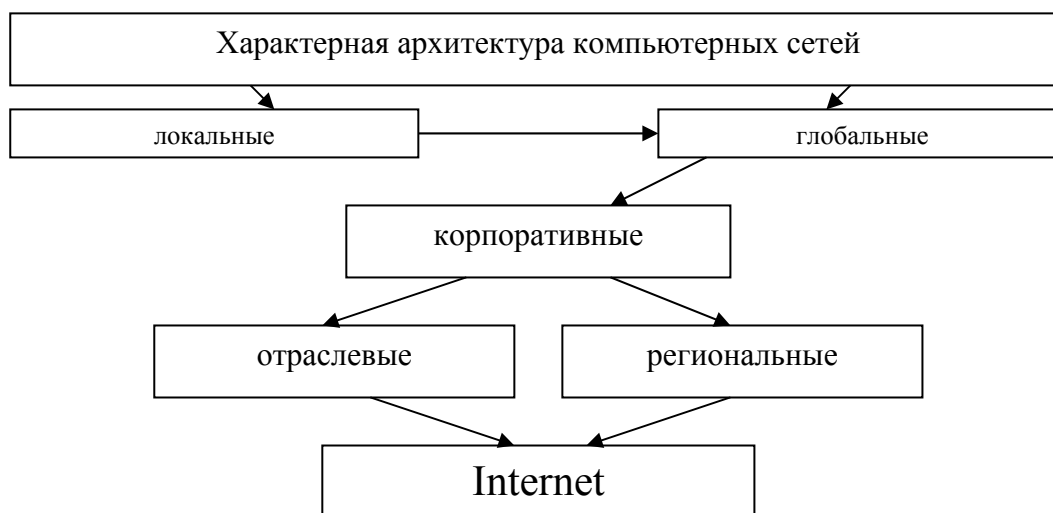 Характерная архитектура компьютерных сетей
локальные
глобальные
корпоративные
отраслевые
региональные
Internet